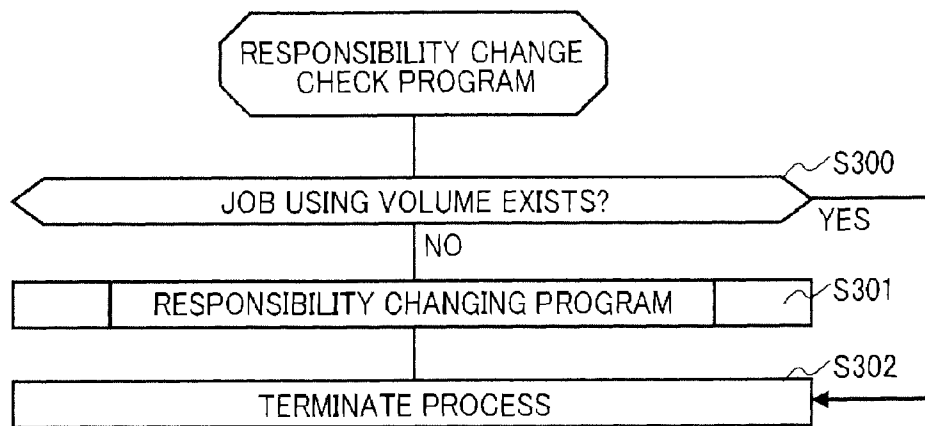 RESPONSIBILITY CHANGE
CHECK PROGRAM
S300
JOB USING VOLUME EXISTS?
YES
NO
RESPONSIBILITY CHANGING PROGRAM
S301
S302
TERMINATE PROCESS